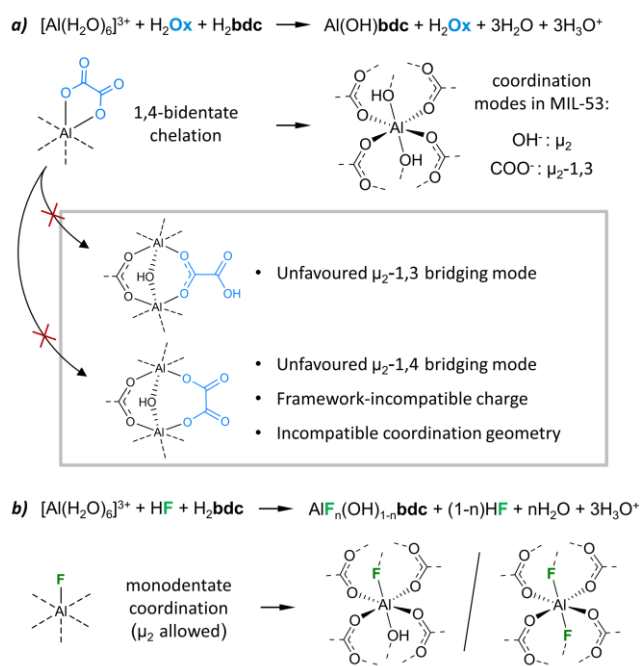 a) [Al(H₂O)₆]³⁺ + H₂Ox + H₂bdc → Al(OH)bdc + H₂Ox + 3H₂O + 3H₃O⁺
O O
O O
Al
1,4-bidentate
chelation
O O
HO
O O
Al
O O
OH
O O
coordination
modes in MIL-53:
OH⁻: μ₂
COO⁻: μ₂-1,3
Al
O O O
HO
O O OH
Al
• Unfavoured μ₂-1,3 bridging mode
Al
O O O
HO
O O O
Al
• Unfavoured μ₂-1,4 bridging mode
• Framework-incompatible charge
• Incompatible coordination geometry
b) [Al(H₂O)₆]³⁺ + HF + H₂bdc → AlFₙ(OH)₁₋ₙbdc + (1-n)HF + nH₂O + 3H₃O⁺
F
Al
monodentate
coordination
(μ₂ allowed)
O O
F
O O
Al
O O
OH
O O
O O
F
O O
Al
O O
F
O O